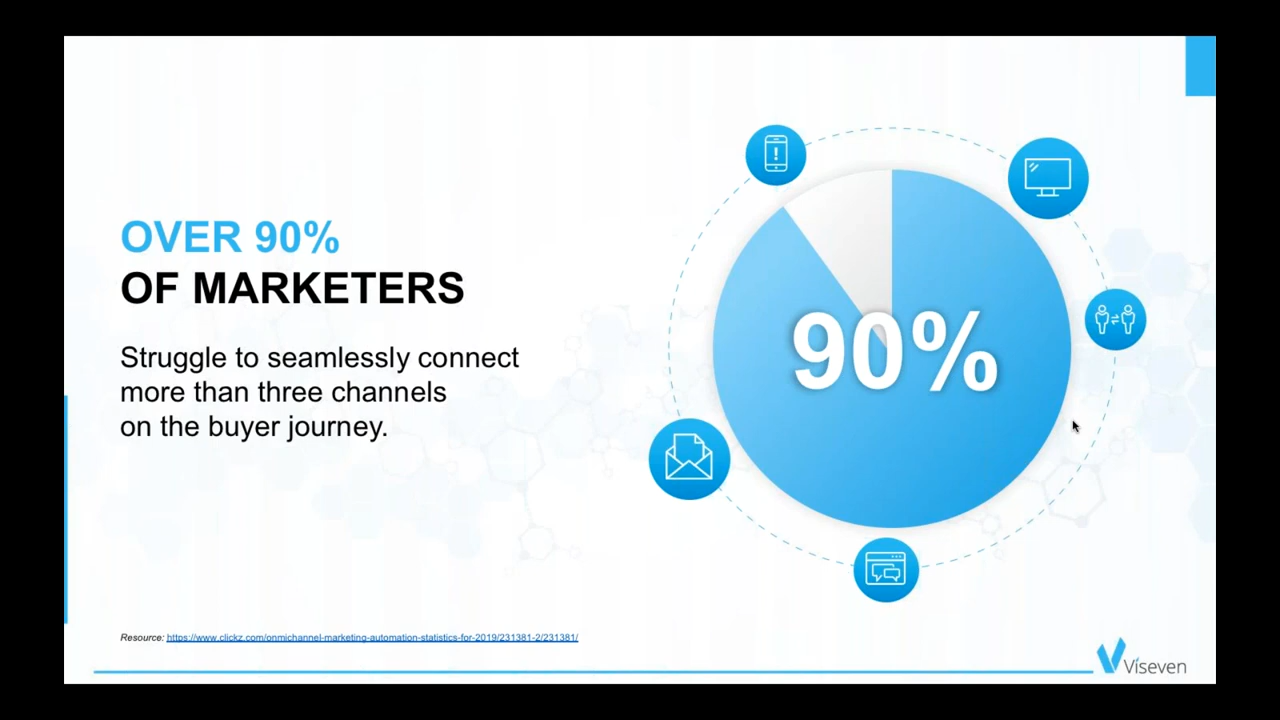 OVER 90%
OF MARKETERS
Struggle to seamlessly connect
more than three channels
on the buyer journey.
90%
Resource: https://www.clickz.com/onmichannel-marketing-automation-statistics-for-2019/231381-2/231381/
Viseven